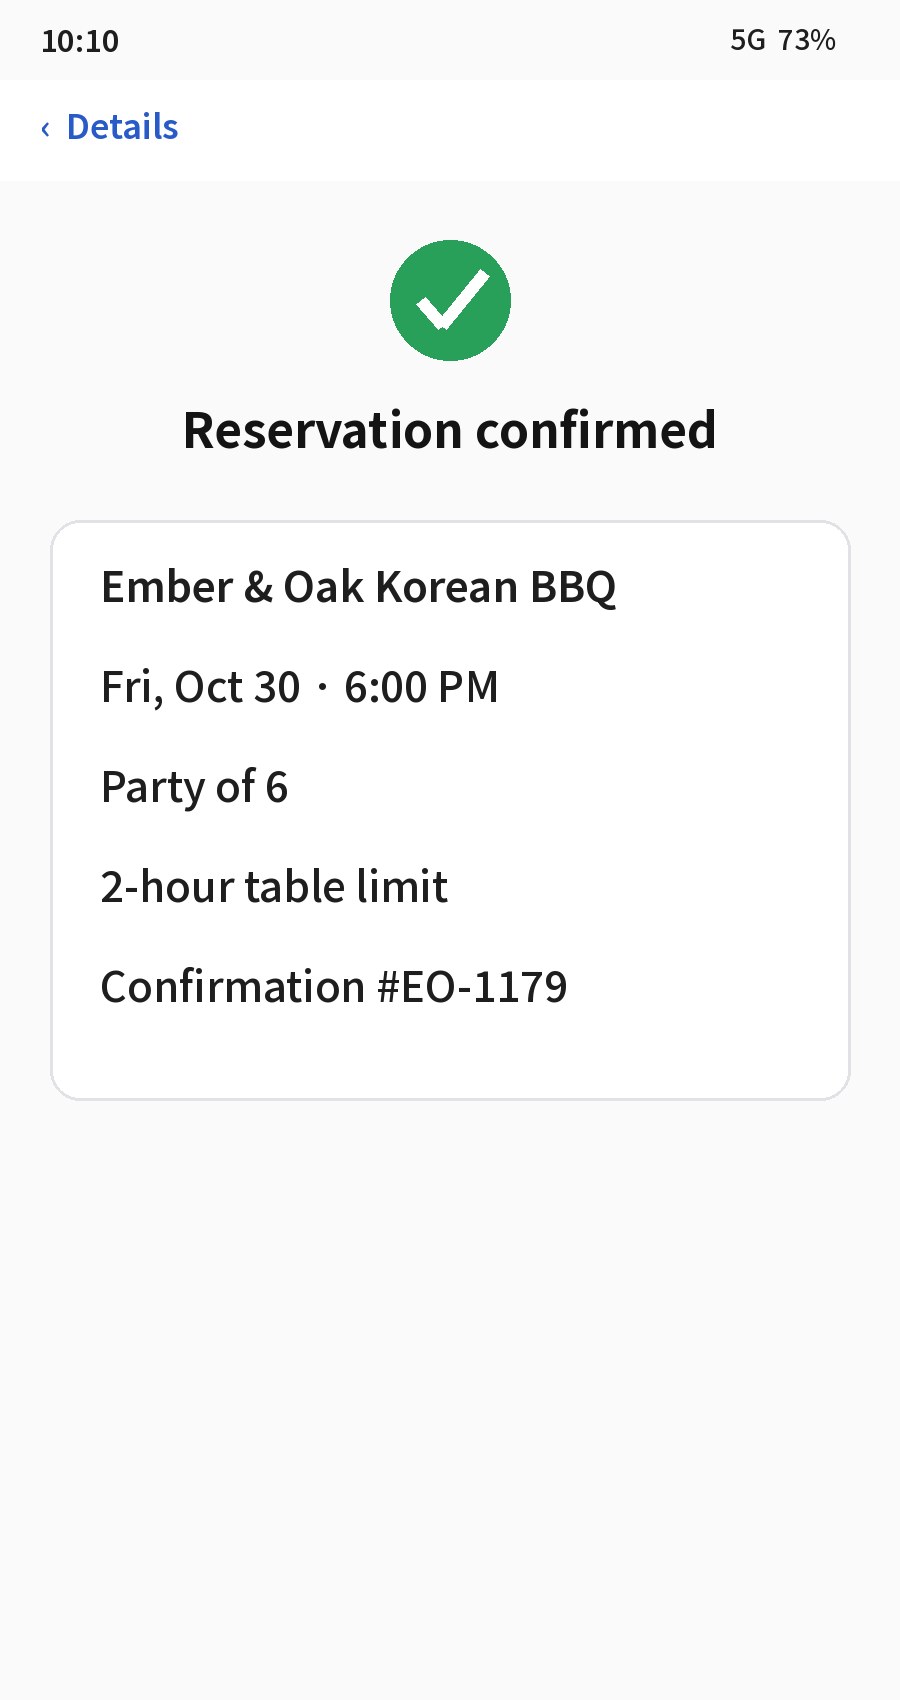 10:10
5G 73%
‹ Details
Reservation confirmed
Ember & Oak Korean BBQ
Fri, Oct 30 · 6:00 PM
Party of 6
2-hour table limit
Confirmation #EO-1179